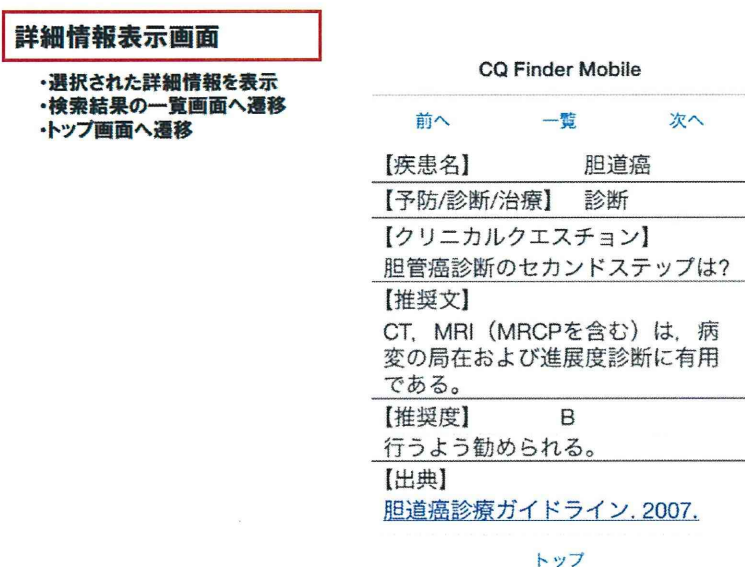 詳細情報表示画面
・選択された詳細情報を表示
・検索結果の一覧画面へ遷移
・トップ画面へ遷移
CQ Finder Mobile
前へ 一覧 次へ
【疾患名】 胆道癌
【予防/診断/治療】 診断
【クリニカルクエスチョン】
胆管癌診断のセカンドステップは?
【推奨文】
CT, MRI（MRCPを含む）は, 病
変の局在および進展度診断に有用
である。
【推奨度】 B
行うよう勧められる。
【出典】
胆道癌診療ガイドライン. 2007.
トップ